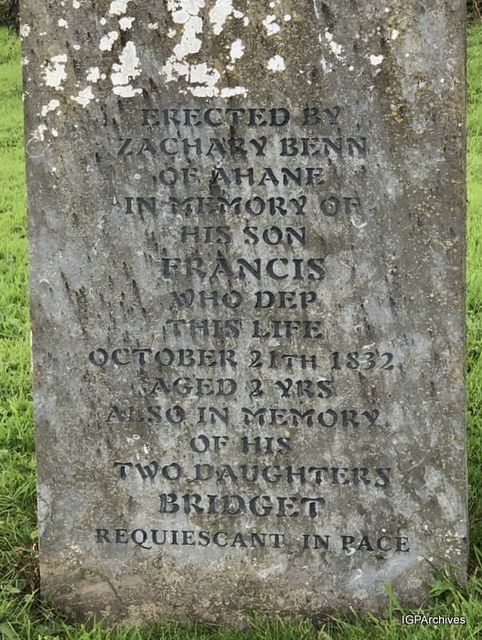 ERECTED BY
ZACHARY BENN
OF AHANE
IN MEMORY OF
HIS SON
FRANCIS
WHO DEP
THIS LIFE
OCTOBER 21TH 1832
AGED 2 YRS
ALSO IN MEMORY
OF HIS
TWO DAUGHTERS
BRIDGET
REQUIESCANT IN PACE
IGPArchives